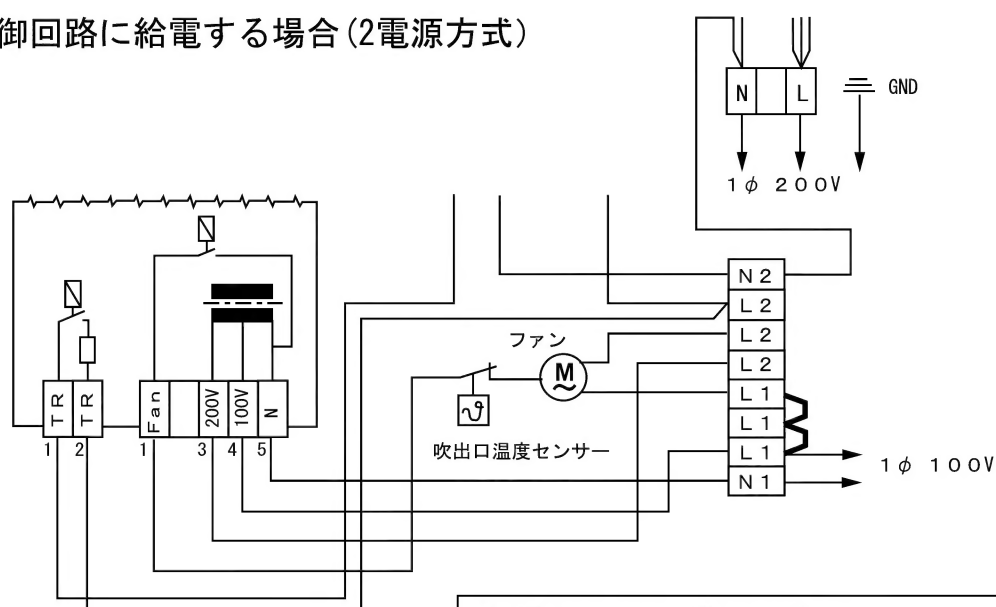 御回路に給電する場合(2電源方式)
N L
GND
1φ 200V
N2
L2
L2
L2
L1
L1
L1
N1
ファン
M
吹出口温度センサー
1φ 100V
TR TR
Fan 200V 100V N
1 2 1 3 4 5